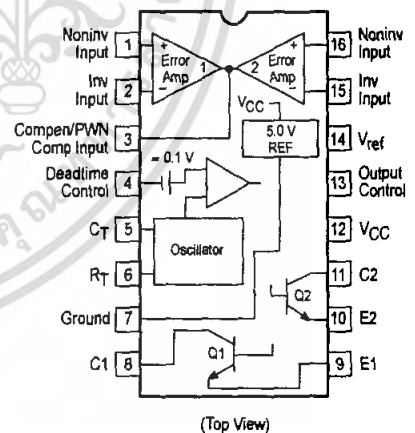 Noninv
Input
1
+
Error
Amp
1
2
+
Error
Amp
16
Noninv
Input
Inv
Input
2
−
−
15
Inv
Input
Compen/PWN
Comp Input
3
VCC
5.0 V
REF
14
Vref
Deadtime
Control
4
≈ 0.1 V
13
Output
Control
CT
5
Oscillator
12
VCC
RT
6
11
C2
Q2
Ground
7
10
E2
C1
8
Q1
9
E1
(Top View)